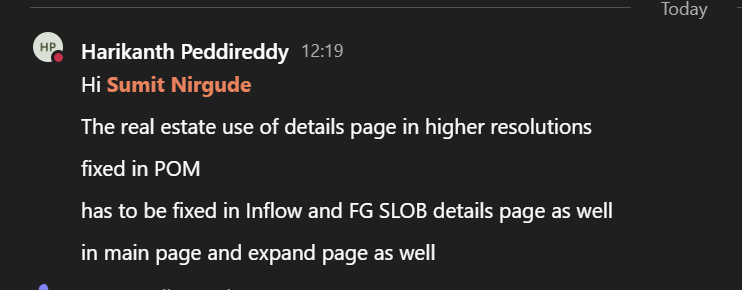 Today
HP
Harikanth Peddireddy 12:19
Hi Sumit Nirgude
The real estate use of details page in higher resolutions
fixed in POM
has to be fixed in Inflow and FG SLOB details page as well
in main page and expand page as well